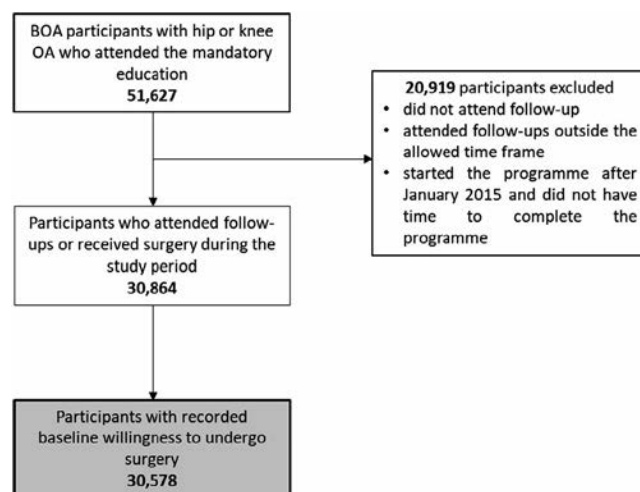 BOA participants with hip or knee
OA who attended the mandatory
education
51,627
20,919 participants excluded
• did not attend follow-up
• attended follow-ups outside the
allowed time frame
• started the programme after
January 2015 and did not have
time to complete the
programme
Participants who attended follow-
ups or received surgery during the
study period
30,864
Participants with recorded
baseline willingness to undergo
surgery
30,578